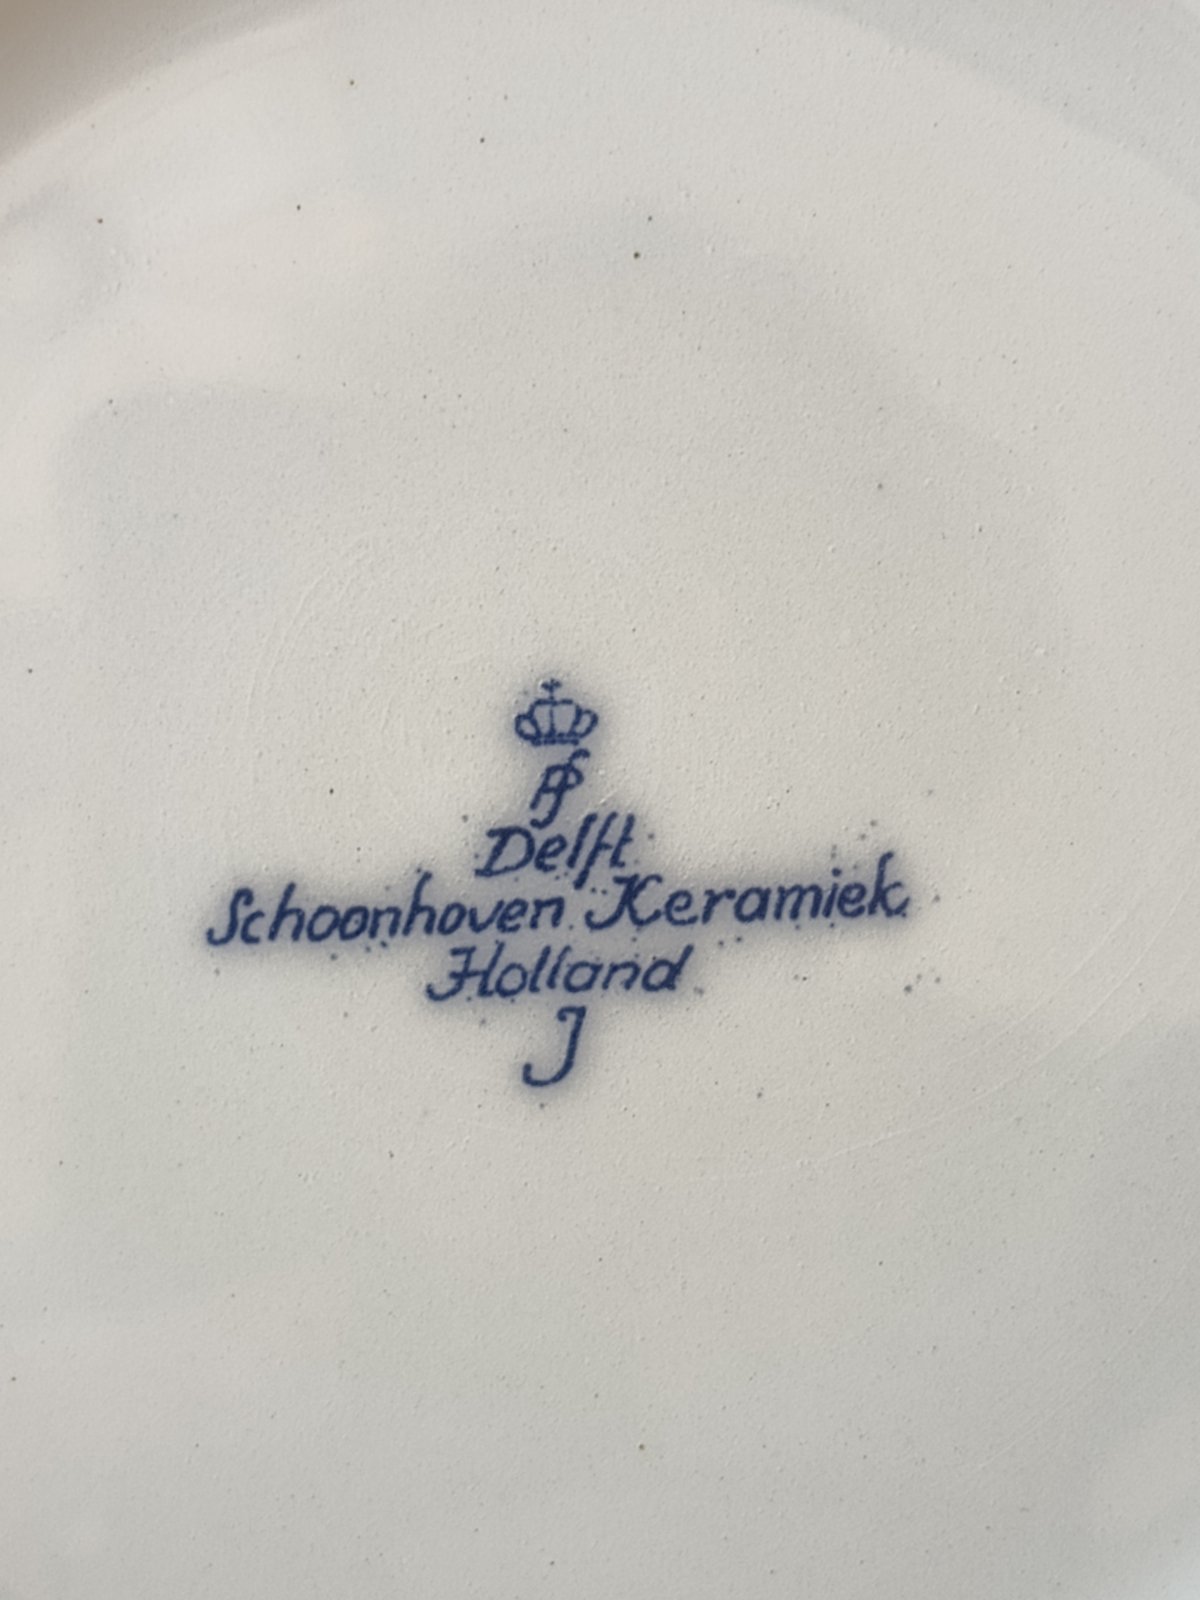 Delft
Schoonhoven Keramiek
Holland
J